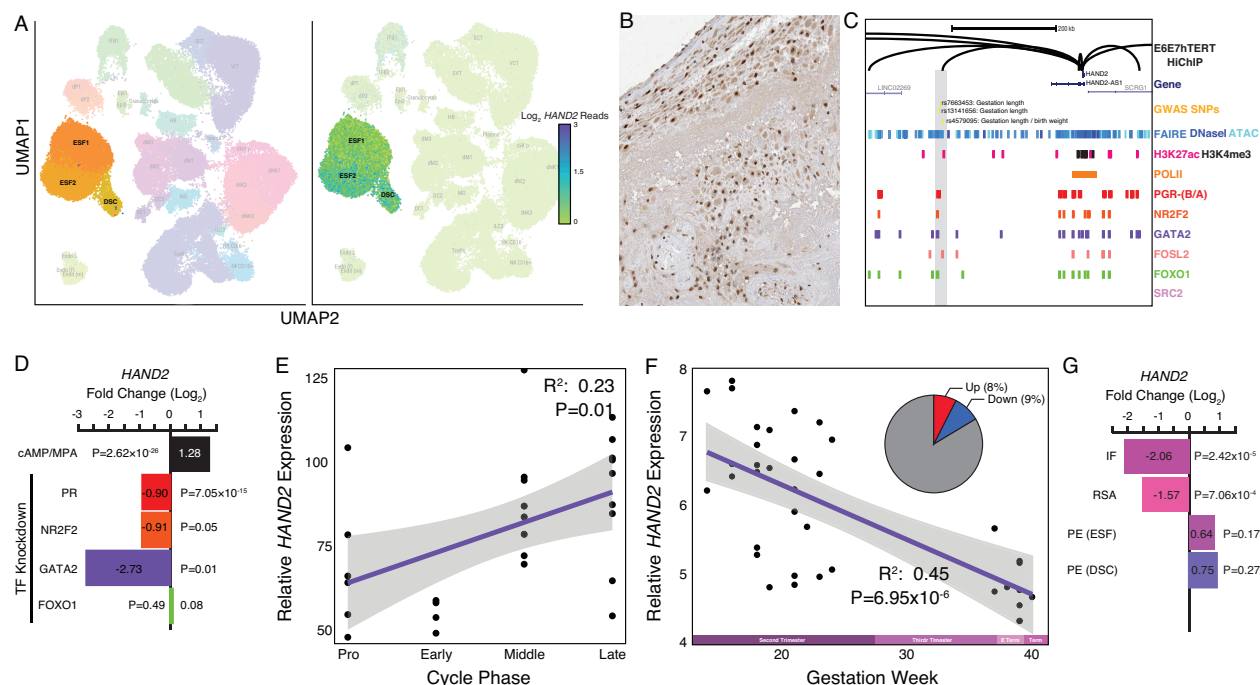 A
B
C
UMAP1
UMAP2
ESF1
ESF2
DSC
ESF1
ESF2
DSC
Log2 HAND2 Reads
3
1.5
0
200 kb
E6E7hTERT
HiChIP
HAND2
HAND2-AS1
Gene
LINC02269
SCRG1
rs7663453: Gestation length
rs13141656: Gestation length
rs4579095: Gestation length / birth weight
GWAS SNPs
FAIRE DNaseI ATAC
H3K27ac H3K4me3
POLII
PGR-(B/A)
NR2F2
GATA2
FOSL2
FOXO1
SRC2
D
HAND2
Fold Change (Log2)
-3 -2 -1 0 1
cAMP/MPA P=2.62x10-26 1.28
TF Knockdown
PR -0.90 P=7.05x10-15
NR2F2 -0.91 P=0.05
GATA2 -2.73 P=0.01
FOXO1 P=0.49 0.08
E
Relative HAND2 Expression
125
100
75
50
R2: 0.23
P=0.01
Pro Early Middle Late
Cycle Phase
F
Relative HAND2 Expression
8
7
6
5
4
Up (8%)
Down (9%)
R2: 0.45
P=6.95x10-6
Second Trimester Thirdr Timester E Term Term
20 30 40
Gestation Week
G
HAND2
Fold Change (Log2)
-2 -1 0 1
IF -2.06 P=2.42x10-5
RSA -1.57 P=7.06x10-4
PE (ESF) 0.64 P=0.17
PE (DSC) 0.75 P=0.27